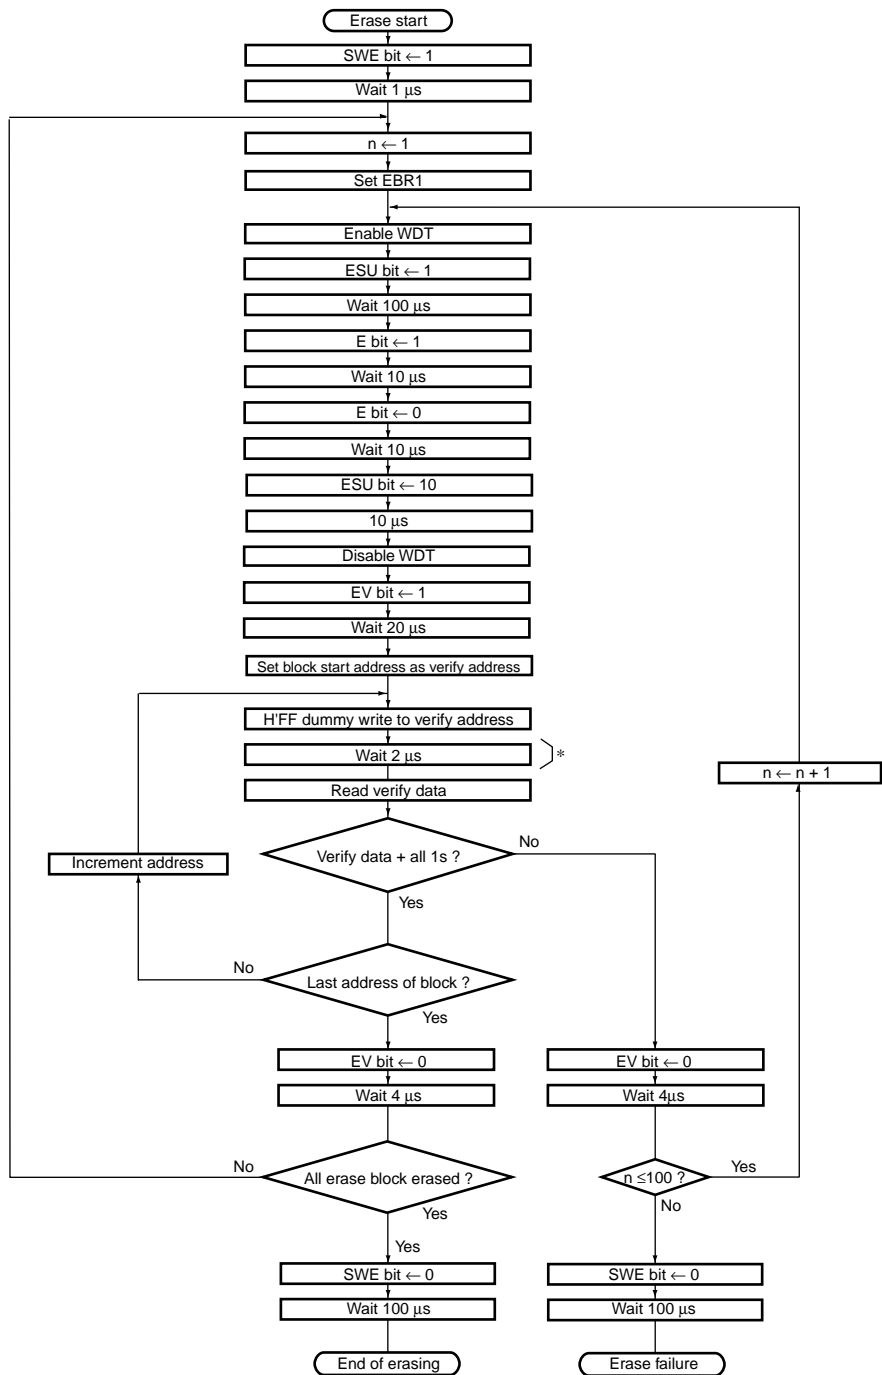 Erase start
SWE bit ← 1
Wait 1 μs
n ← 1
Set EBR1
Enable WDT
ESU bit ← 1
Wait 100 μs
E bit ← 1
Wait 10 μs
E bit ← 0
Wait 10 μs
ESU bit ← 10
10 μs
Disable WDT
EV bit ← 1
Wait 20 μs
Set block start address as verify address
H'FF dummy write to verify address
Wait 2 μs
*
n ← n + 1
Read verify data
No
Verify data + all 1s ?
Increment address
Yes
No
Last address of block ?
Yes
EV bit ← 0
EV bit ← 0
Wait 4 μs
Wait 4μs
No
All erase block erased ?
n ≤100 ?
Yes
Yes
No
Yes
SWE bit ← 0
SWE bit ← 0
Wait 100 μs
Wait 100 μs
End of erasing
Erase failure